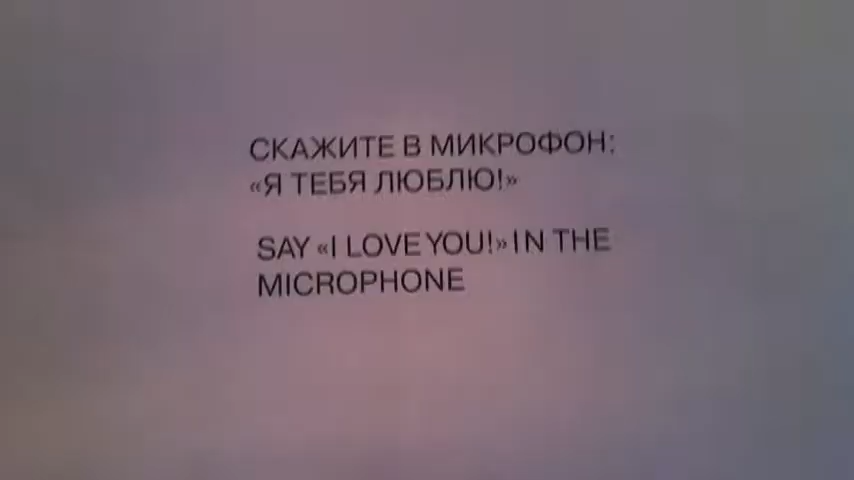 СКАЖИТЕ В МИКРОФОН:
«Я ТЕБЯ ЛЮБЛЮ!»
SAY «I LOVE YOU!» IN THE
MICROPHONE